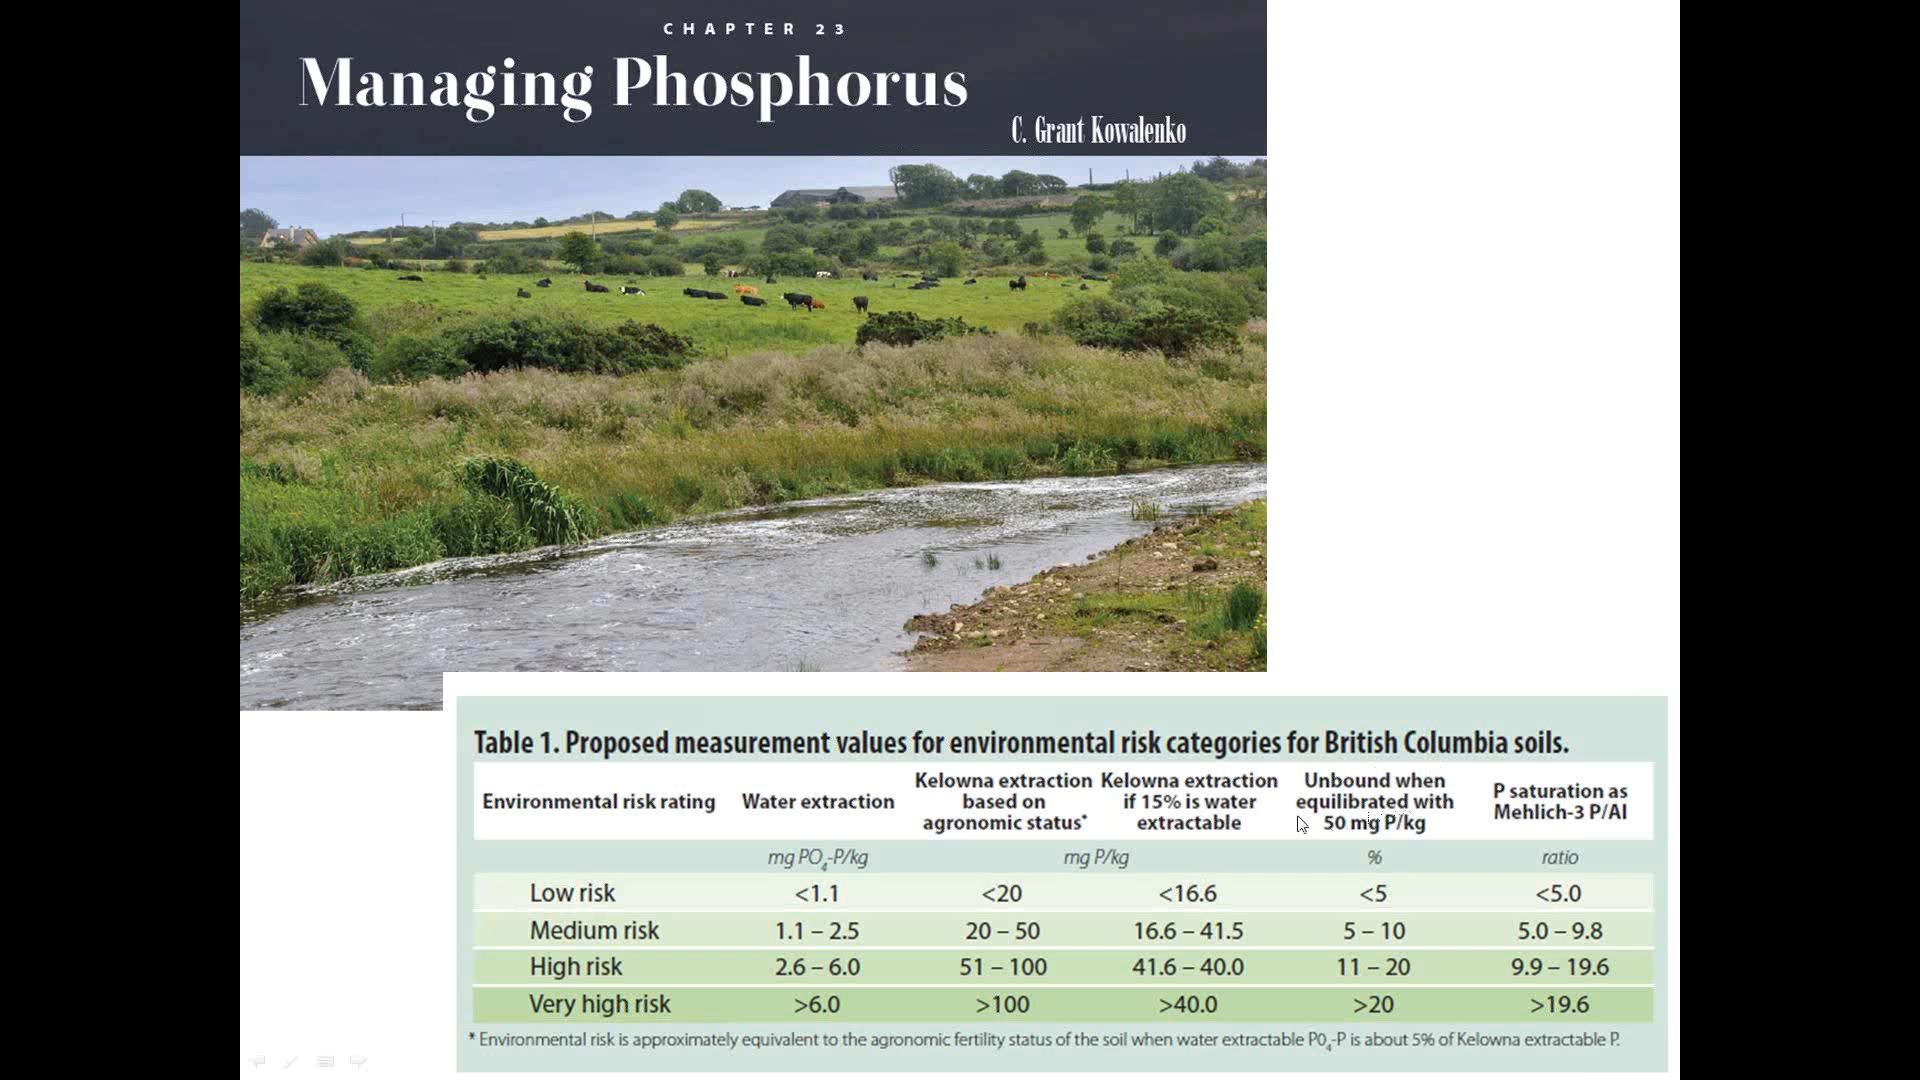 CHAPTER 23
Managing Phosphorus
C. Grant Kowalenko
Table 1. Proposed measurement values for environmental risk categories for British Columbia soils.
Environmental risk rating Water extraction Kelowna extraction based on agronomic status* Kelowna extraction if 15% is water extractable Unbound when equilibrated with 50 mg P/kg P saturation as Mehlich-3 P/Al
mg PO4-P/kg mg P/kg % ratio
Low risk <1.1 <20 <16.6 <5 <5.0
Medium risk 1.1 – 2.5 20 – 50 16.6 – 41.5 5 – 10 5.0 – 9.8
High risk 2.6 – 6.0 51 – 100 41.6 – 40.0 11 – 20 9.9 – 19.6
Very high risk >6.0 >100 >40.0 >20 >19.6
* Environmental risk is approximately equivalent to the agronomic fertility status of the soil when water extractable P04-P is about 5% of Kelowna extractable P.